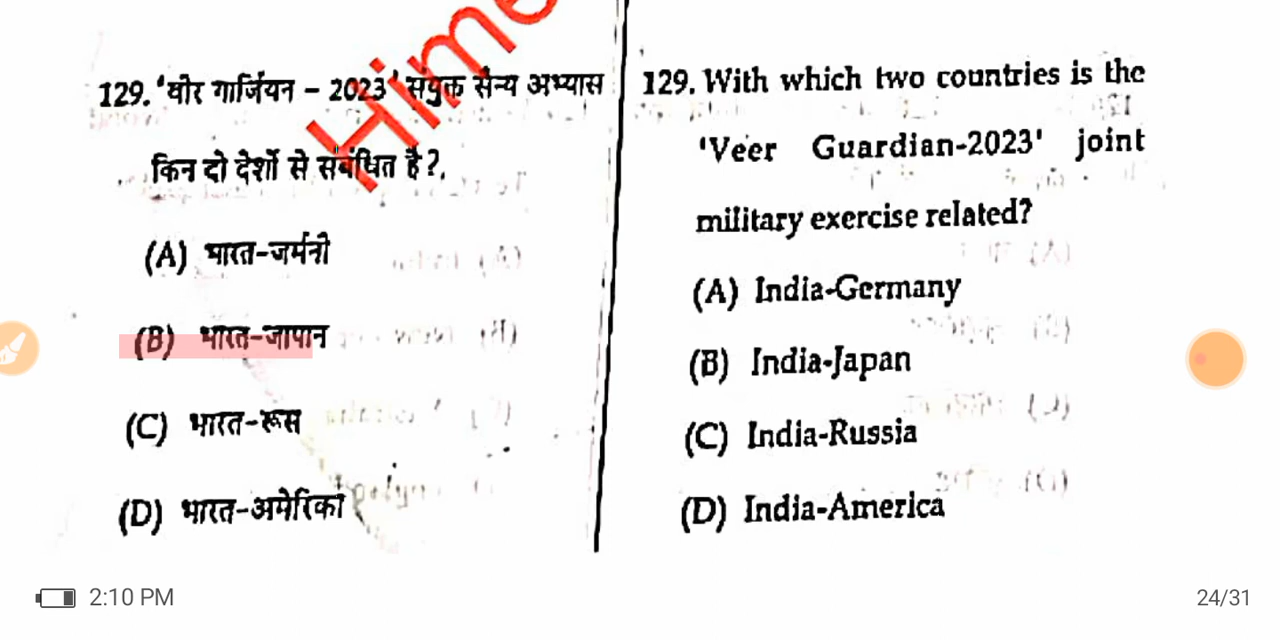 Hime
129. 'वीर गार्जियन – 2023' संयुक्त सैन्य अभ्यास
किन दो देशों से संबंधित है?.
(A) भारत-जर्मनी
(B) भारत-जापान
(C) भारत-रूस
(D) भारत-अमेरिका
129. With which two countries is the
'Veer Guardian-2023' joint
military exercise related?
(A) India-Germany
(B) India-Japan
(C) India-Russia
(D) India-America
2:10 PM
24/31